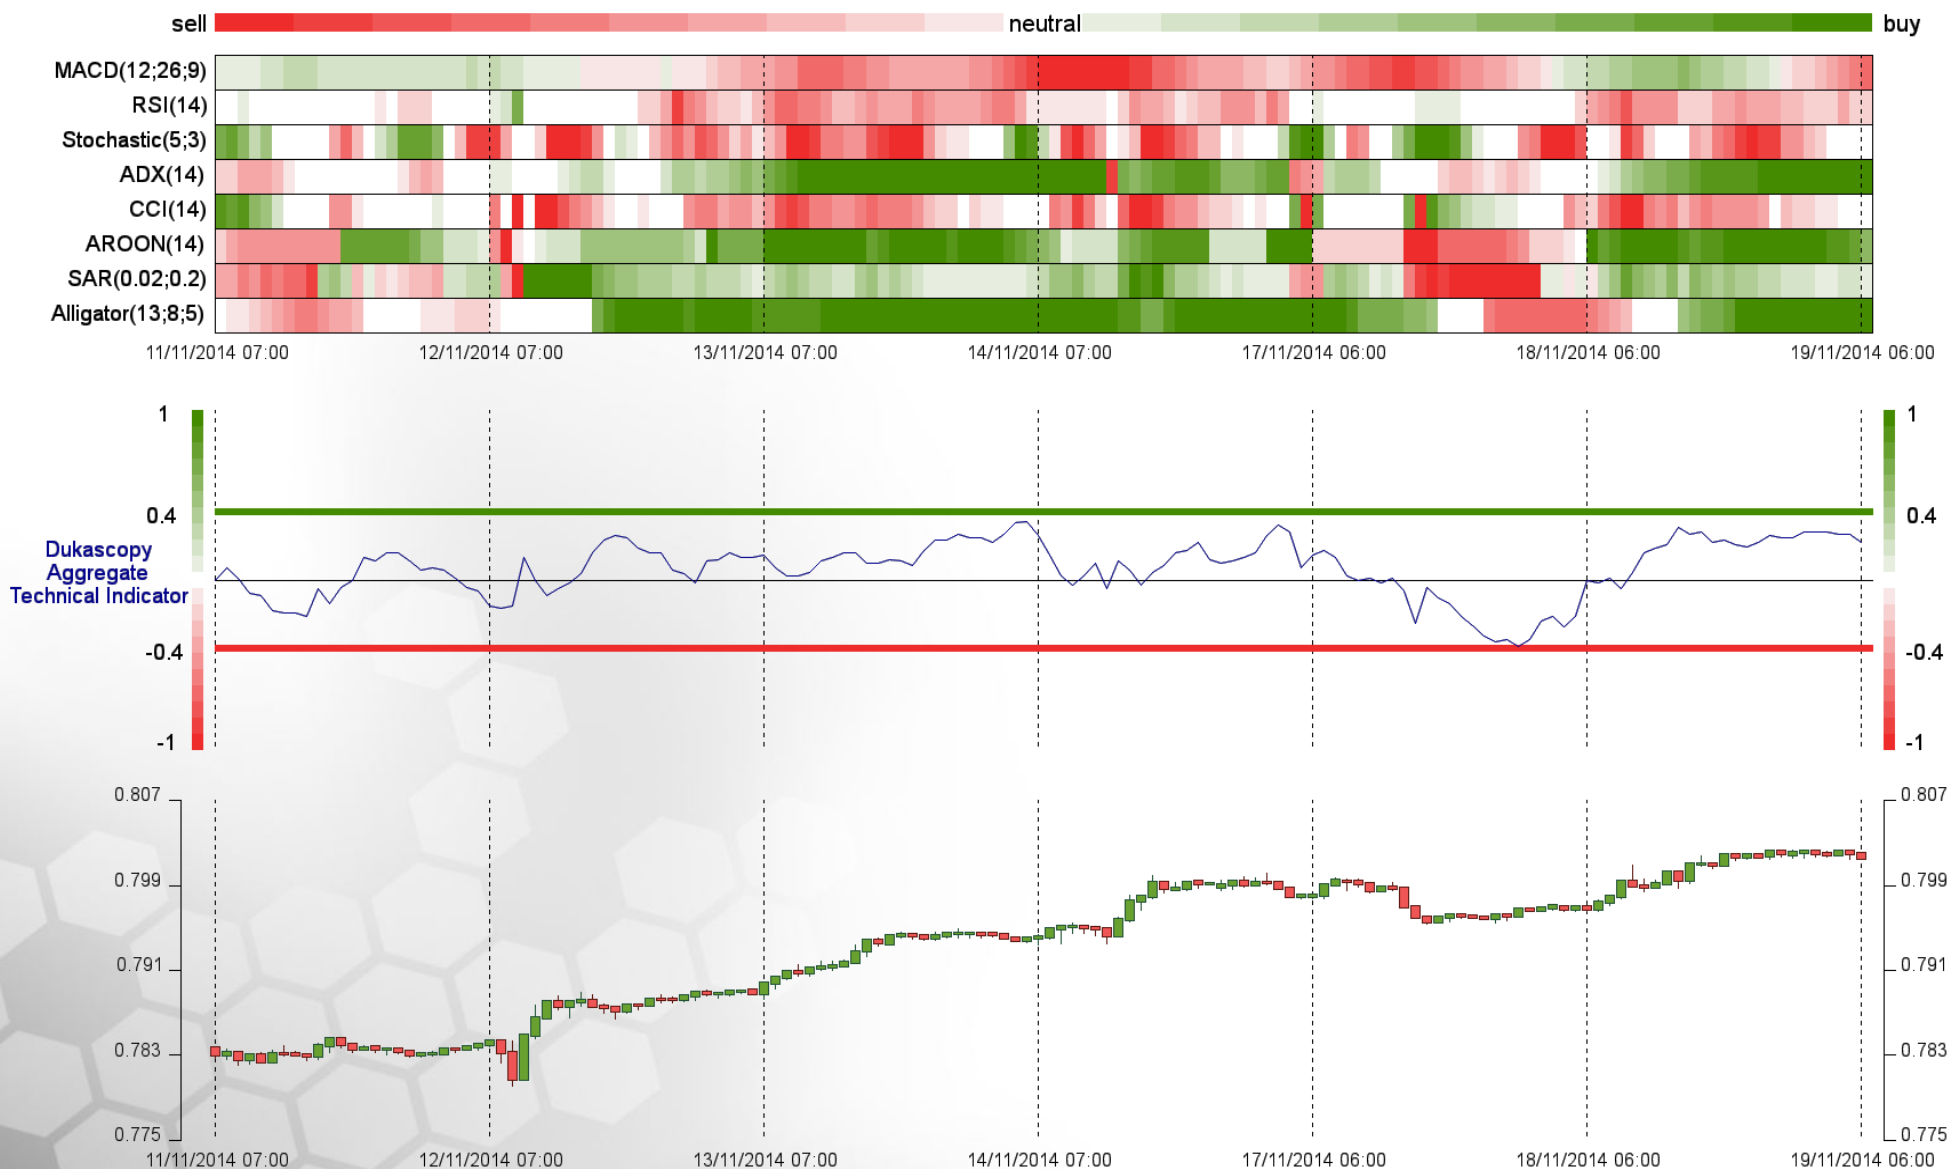 sell neutral buy
MACD(12;26;9)
RSI(14)
Stochastic(5;3)
ADX(14)
CCI(14)
AROON(14)
SAR(0.02;0.2)
Alligator(13;8;5)
11/11/2014 07:00 12/11/2014 07:00 13/11/2014 07:00 14/11/2014 07:00 17/11/2014 06:00 18/11/2014 06:00 19/11/2014 06:00
1 1
0.4 0.4
Dukascopy
Aggregate
Technical Indicator
-0.4 -0.4
-1 -1
0.807 0.807
0.799 0.799
0.791 0.791
0.783 0.783
0.775 0.775
11/11/2014 07:00 12/11/2014 07:00 13/11/2014 07:00 14/11/2014 07:00 17/11/2014 06:00 18/11/2014 06:00 19/11/2014 06:00